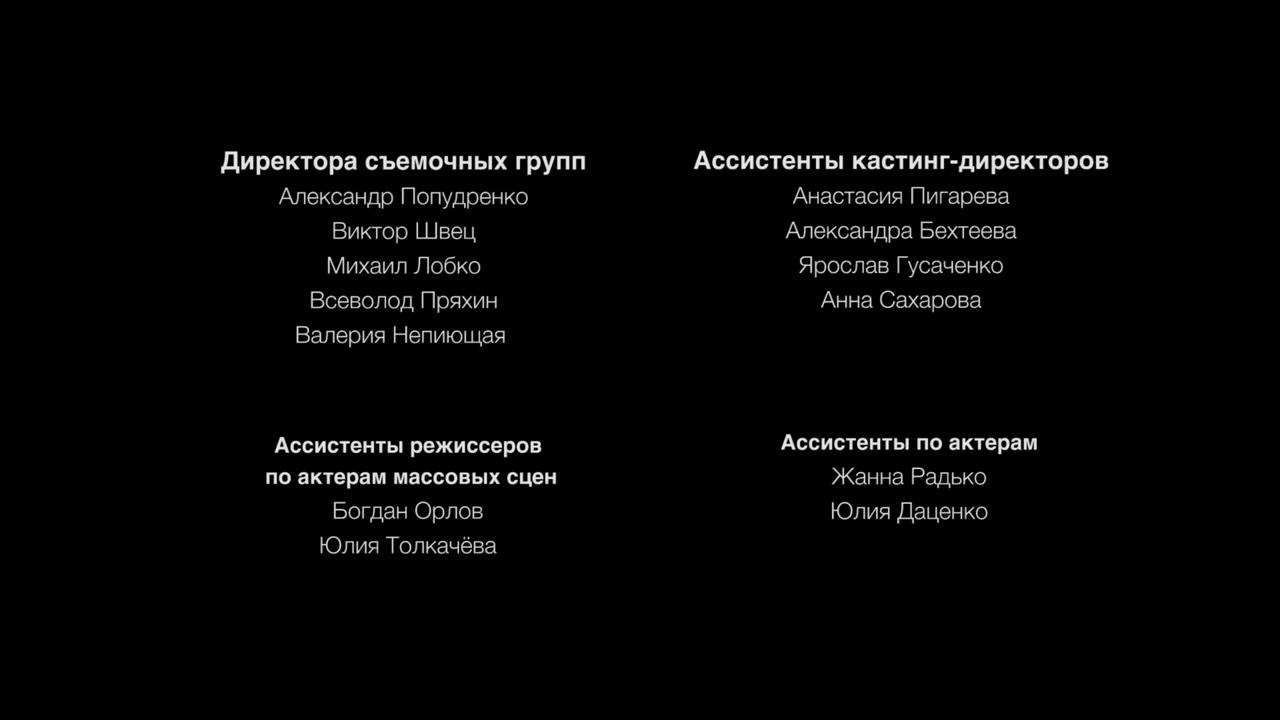 Директора съемочных групп
Александр Попудренко
Виктор Швец
Михаил Лобко
Всеволод Пряхин
Валерия Непиющая
Ассистенты кастинг-директоров
Анастасия Пигарева
Александра Бехтеева
Ярослав Гусаченко
Анна Сахарова
Ассистенты режиссеров
по актерам массовых сцен
Богдан Орлов
Юлия Толкачёва
Ассистенты по актерам
Жанна Радько
Юлия Даценко